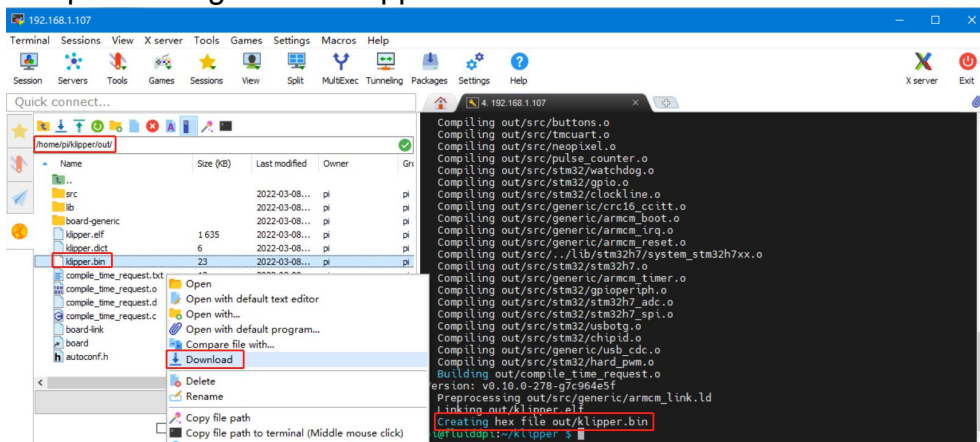 192.168.1.107
Terminal Sessions View X server Tools Games Settings Macros Help
Session Servers Tools Games Sessions View Split MultiExec Tunneling Packages Settings Help X server Exit
Quick connect...
4. 192.168.1.107
/home/pi/klipper/out/
Name Size (KB) Last modified Owner Gro
..
src 2022-03-08... pi pi
lib 2022-03-08... pi pi
board-generic 2022-03-08... pi pi
klipper.elf 1 635 2022-03-08... pi pi
klipper.dict 6 2022-03-08... pi pi
klipper.bin 23 2022-03-08... pi pi
compile_time_request.txt
compile_time_request.o
compile_time_request.d
compile_time_request.c
board-link
board
autoconf.h
Open
Open with default text editor
Open with...
Open with default program...
Compare file with...
Download
Delete
Rename
Copy file path
Copy file path to terminal (Middle mouse click)
Compiling out/src/buttons.o
Compiling out/src/tmcuart.o
Compiling out/src/neopixel.o
Compiling out/src/pulse_counter.o
Compiling out/src/stm32/watchdog.o
Compiling out/src/stm32/gpio.o
Compiling out/src/stm32/clockline.o
Compiling out/src/generic/crc16_ccitt.o
Compiling out/src/generic/armcm_boot.o
Compiling out/src/generic/armcm_irq.o
Compiling out/src/generic/armcm_reset.o
Compiling out/src/../lib/stm32h7/system_stm32h7xx.o
Compiling out/src/stm32/stm32h7.o
Compiling out/src/generic/armcm_timer.o
Compiling out/src/stm32/gpioperiph.o
Compiling out/src/stm32/stm32h7_adc.o
Compiling out/src/stm32/stm32h7_spi.o
Compiling out/src/stm32/usbotg.o
Compiling out/src/stm32/chipid.o
Compiling out/src/generic/usb_cdc.o
Compiling out/src/stm32/hard_pwm.o
Building out/compile_time_request.o
ersion: v0.10.0-278-g7c964e5f
Preprocessing out/src/generic/armcm_link.ld
Linking out/klipper.elf
Creating hex file out/klipper.bin
i@fluiddpi:~/klipper $